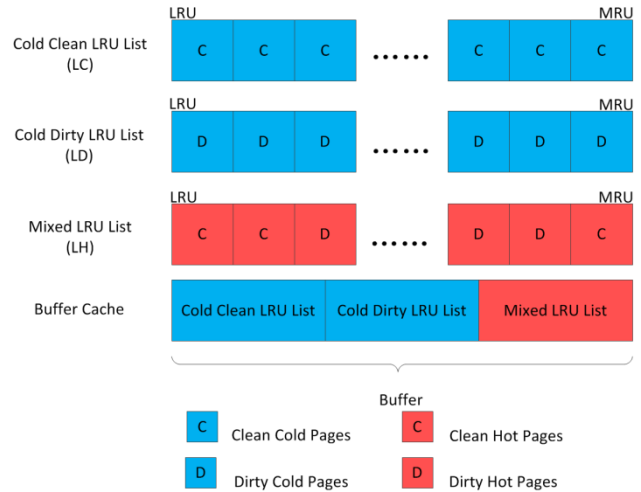 LRU MRU
Cold Clean LRU List
(LC)
C C C ...... C C C
LRU MRU
Cold Dirty LRU List
(LD)
D D D ...... D D D
LRU MRU
Mixed LRU List
(LH)
C C D ...... D D C
Buffer Cache
Cold Clean LRU List Cold Dirty LRU List Mixed LRU List
Buffer
C Clean Cold Pages C Clean Hot Pages
D Dirty Cold Pages D Dirty Hot Pages